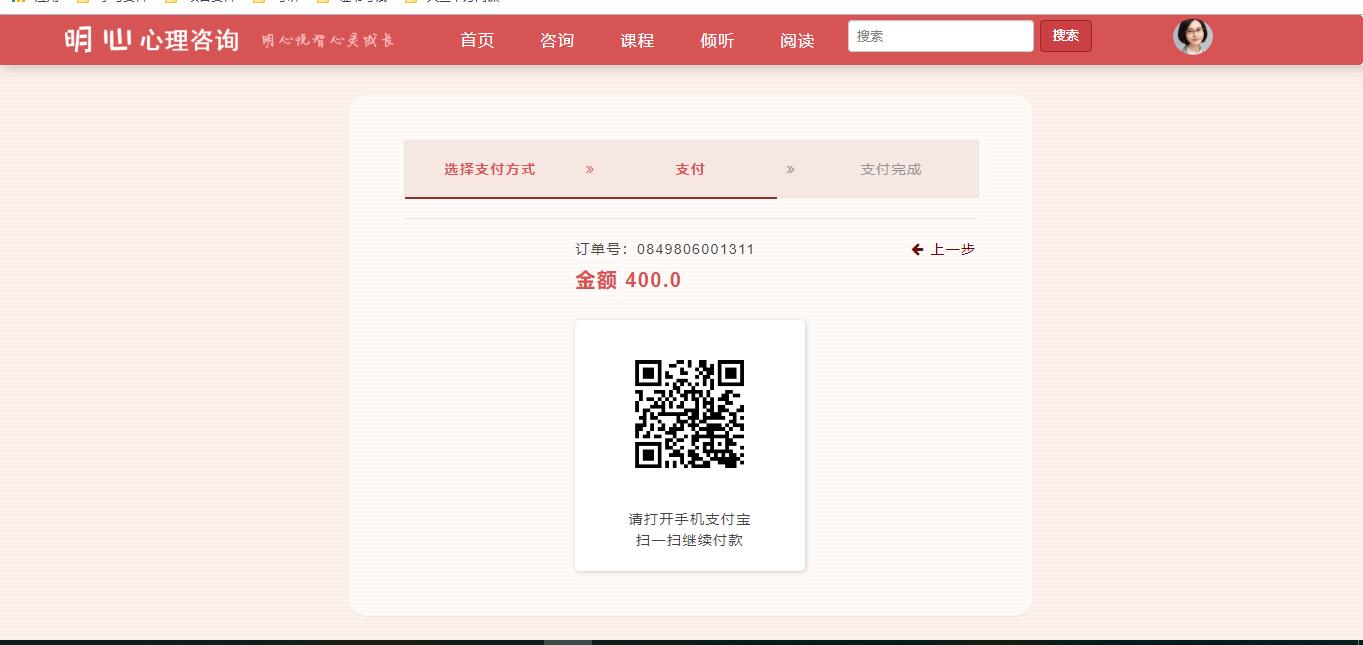 明心 心理咨询 明心悦智心灵成长 首页 咨询 课程 倾听 阅读 搜索 搜索
选择支付方式 » 支付 » 支付完成
订单号：0849806001311 上一步
金额 400.0
请打开手机支付宝
扫一扫继续付款